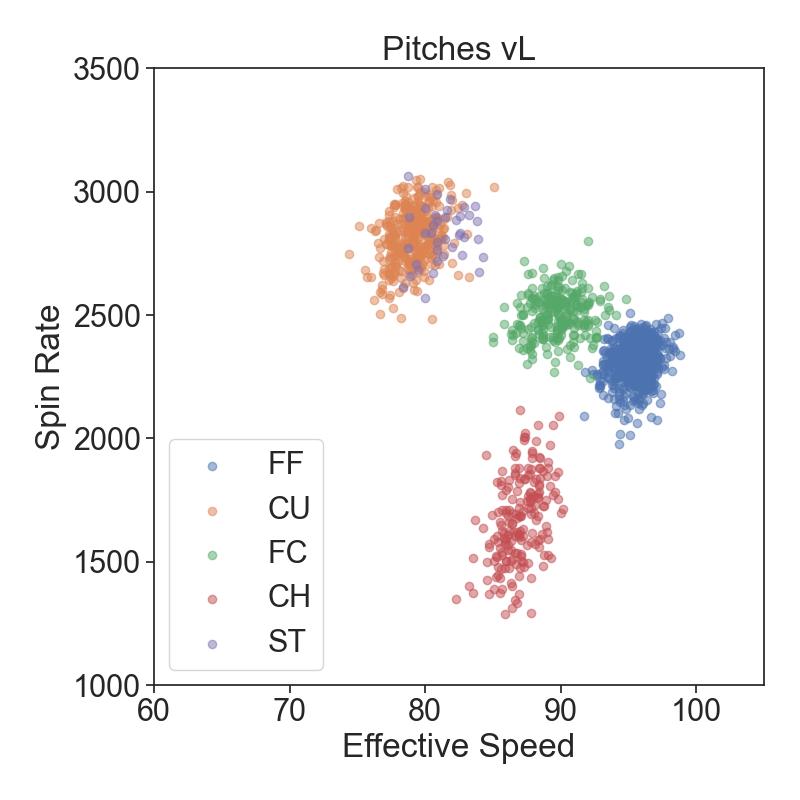 Pitches vL
3500
3000
2500
2000
1500
1000
Spin Rate
FF
CU
FC
CH
ST
60 70 80 90 100
Effective Speed